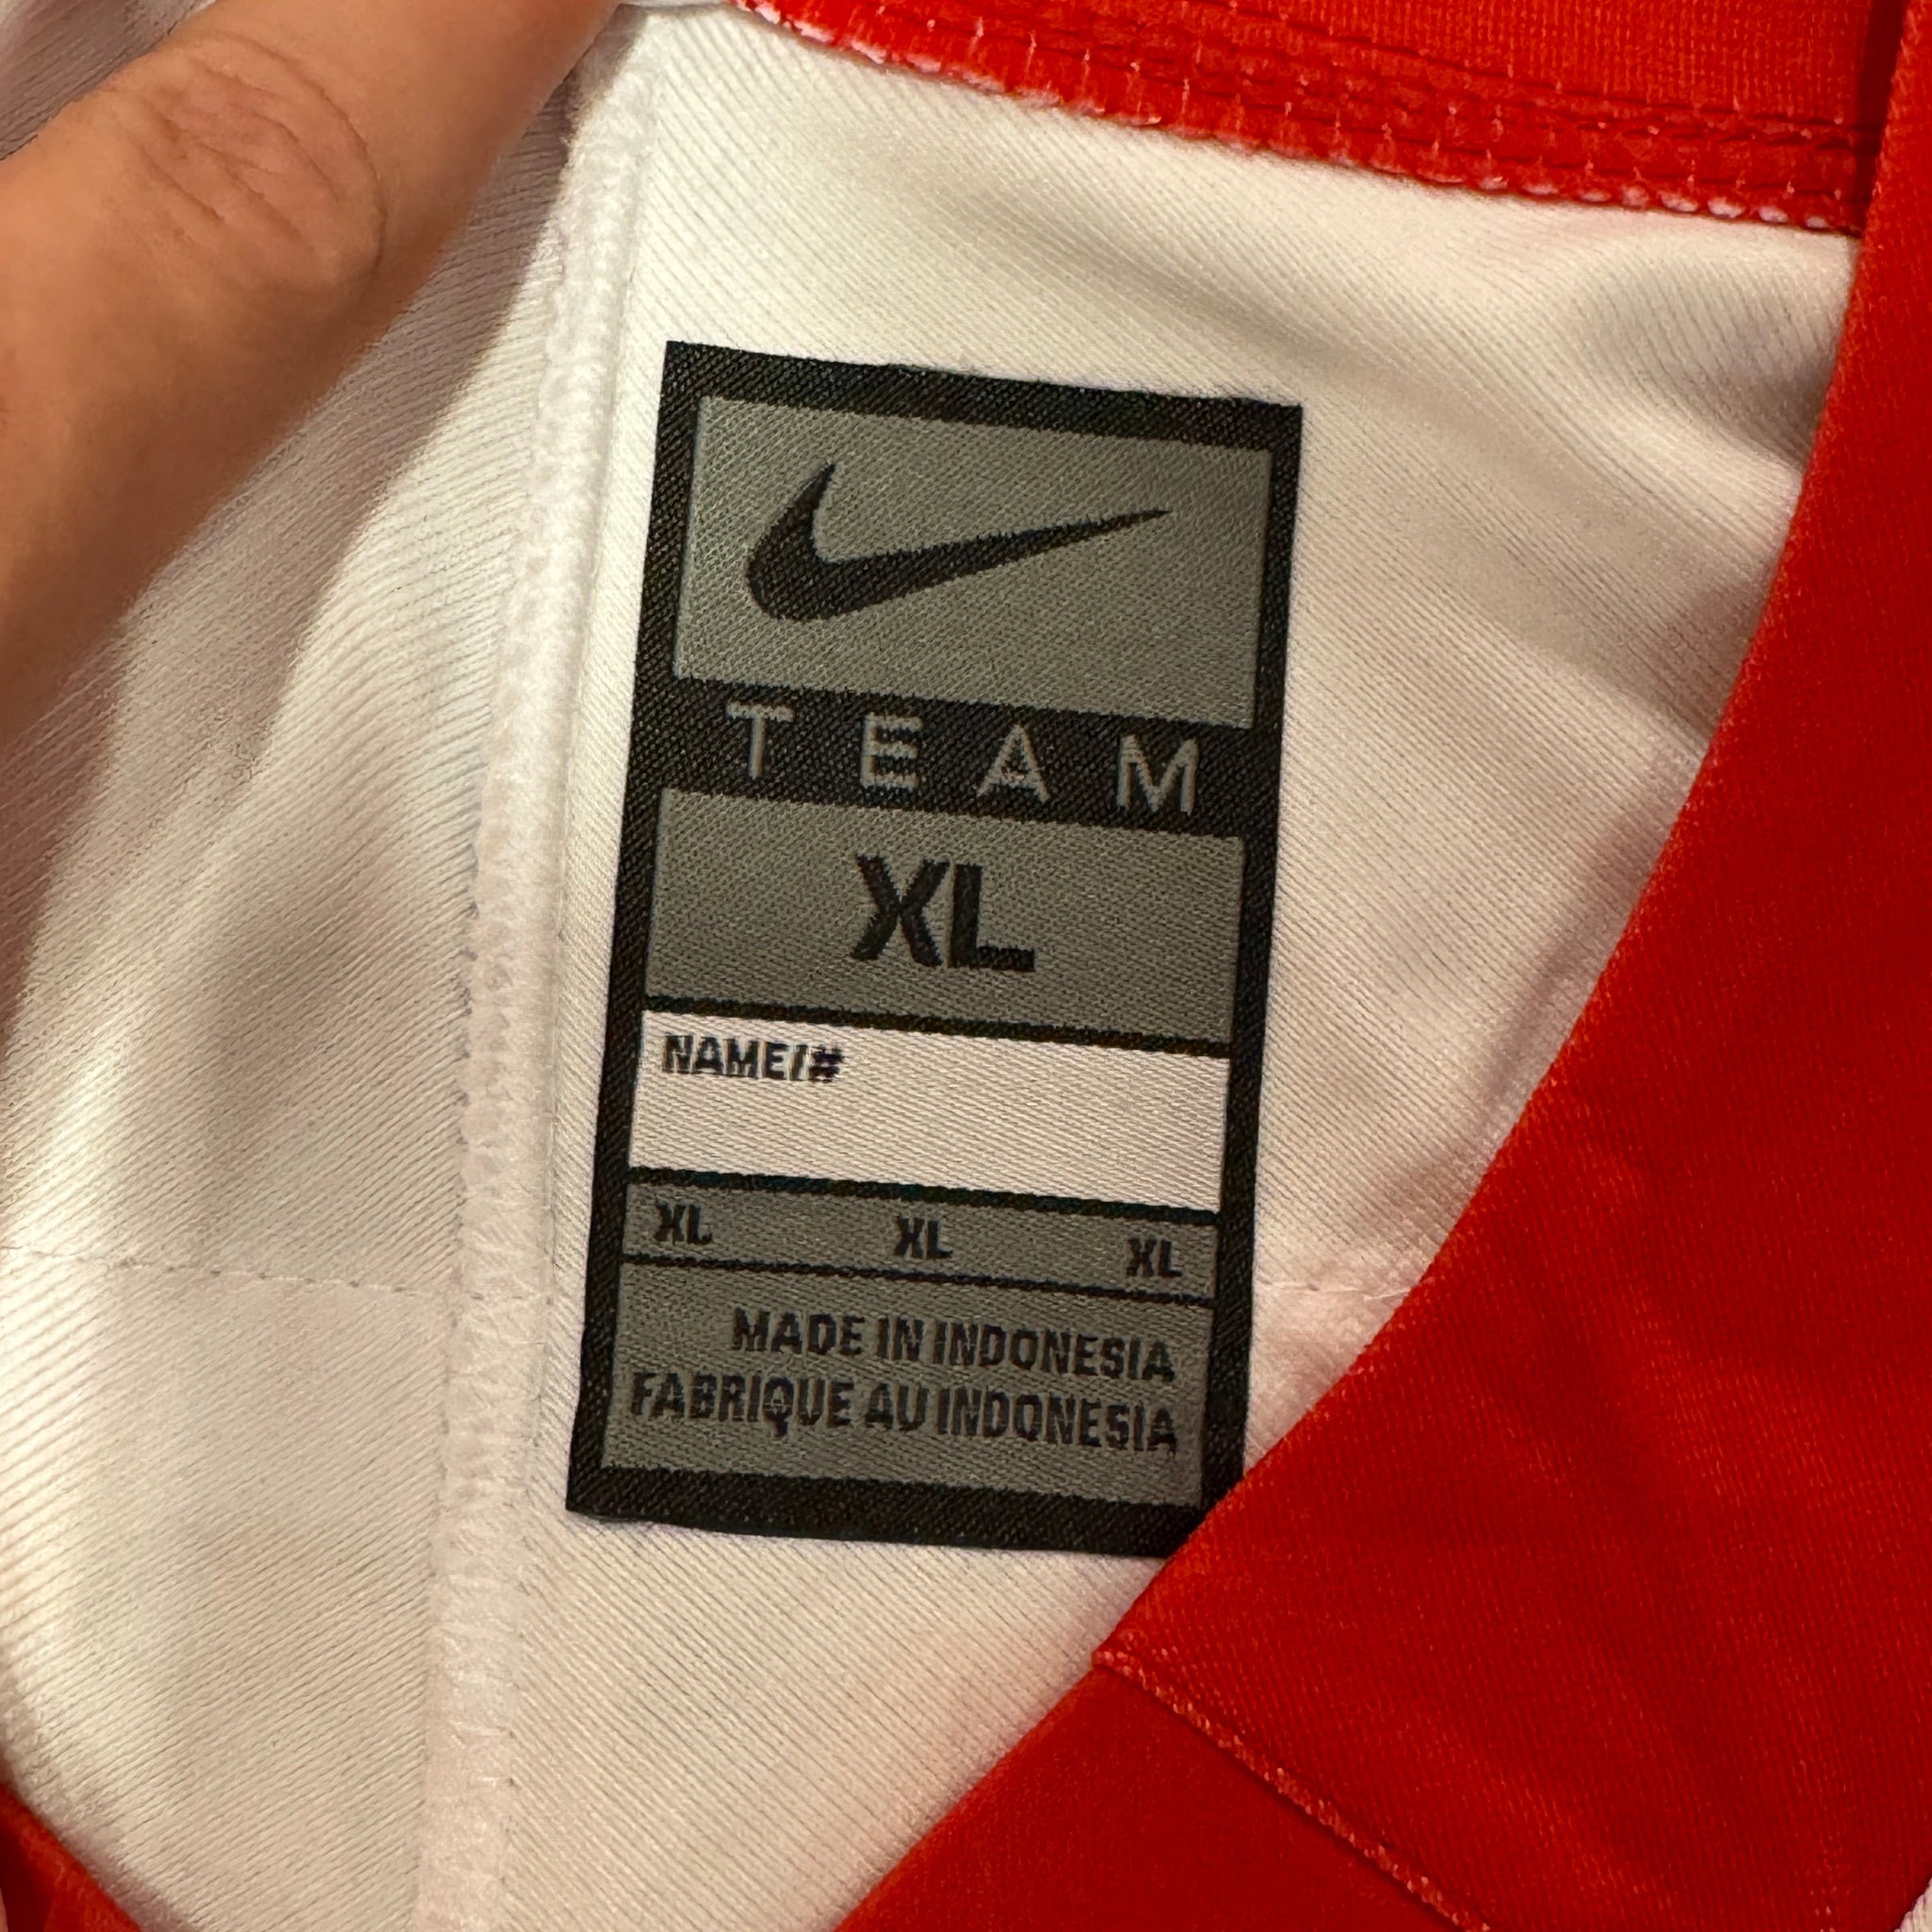 TEAM
XL
NAME/#
XL XL XL
MADE IN INDONESIA
FABRIQUE AU INDONESIA